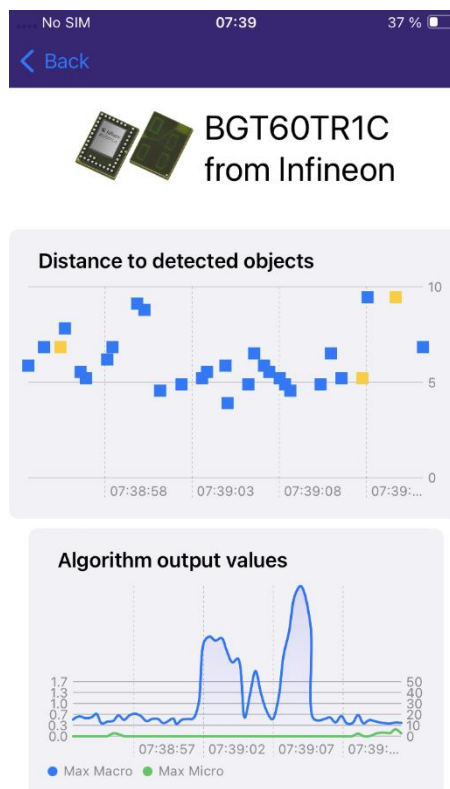 No SIM 07:39 37 %
Back
BGT60TR1C
from Infineon
Distance to detected objects
10
5
0
07:38:58 07:39:03 07:39:08 07:39:...
Algorithm output values
1.7 50
1.3 40
1.0 30
0.7 20
0.3 10
0.0 0
07:38:57 07:39:02 07:39:07 07:39:...
Max Macro Max Micro